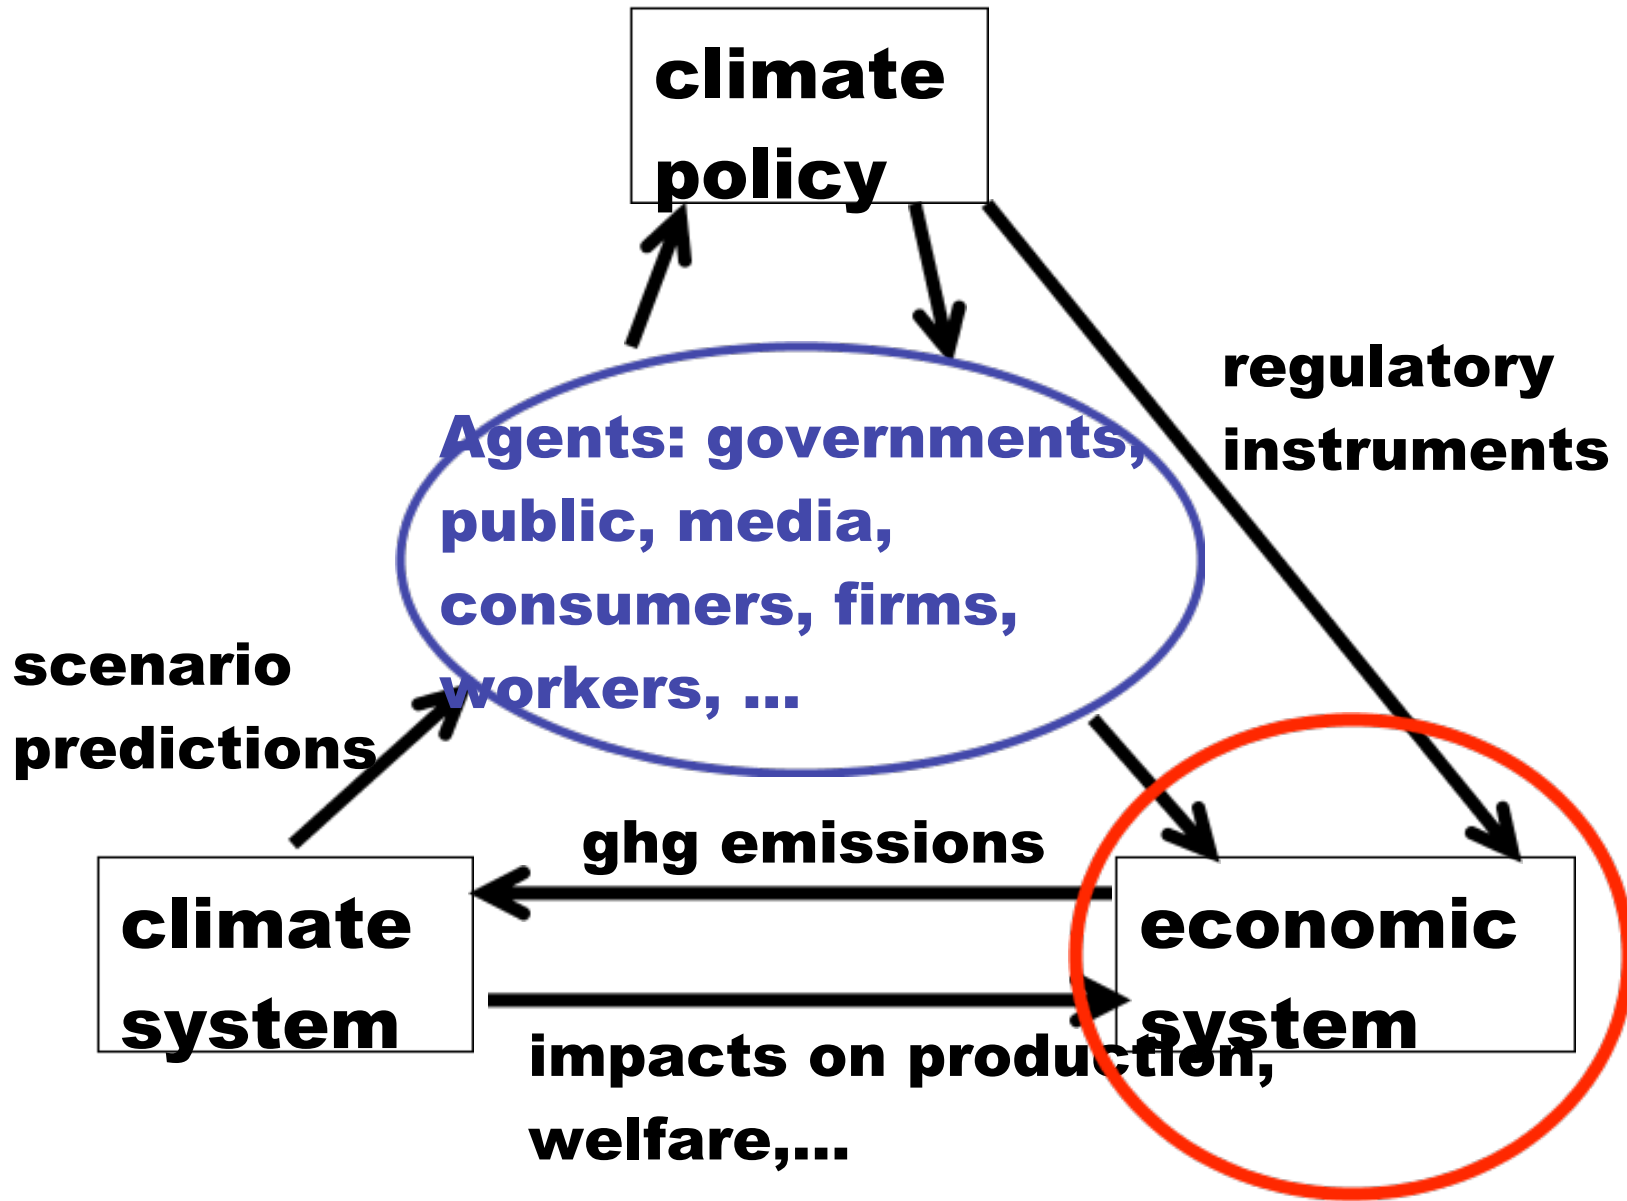 climate
policy
regulatory
instruments
Agents: governments,
public, media,
consumers, firms,
workers, ...
scenario
predictions
ghg emissions
climate
system
economic
system
impacts on production,
welfare,...